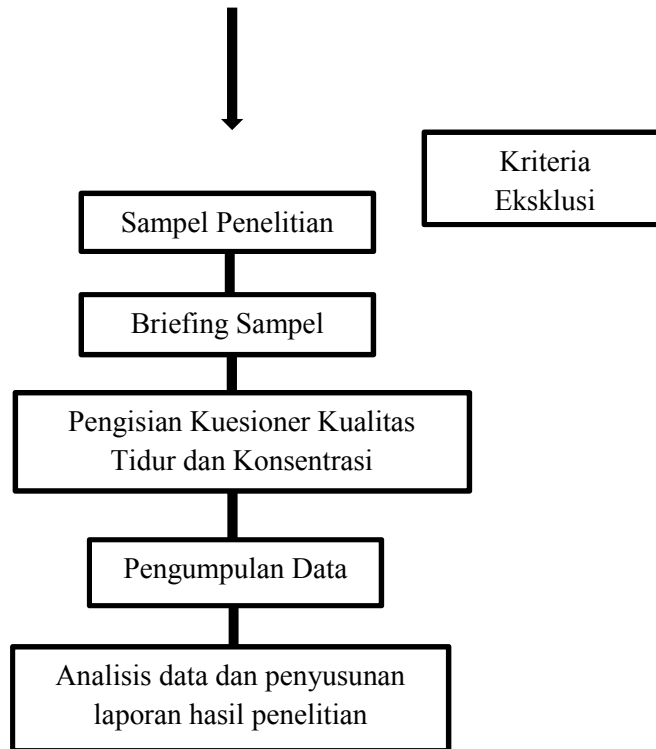 Kriteria
Eksklusi
Sampel Penelitian
Briefing Sampel
Pengisian Kuesioner Kualitas
Tidur dan Konsentrasi
Pengumpulan Data
Analisis data dan penyusunan
laporan hasil penelitian